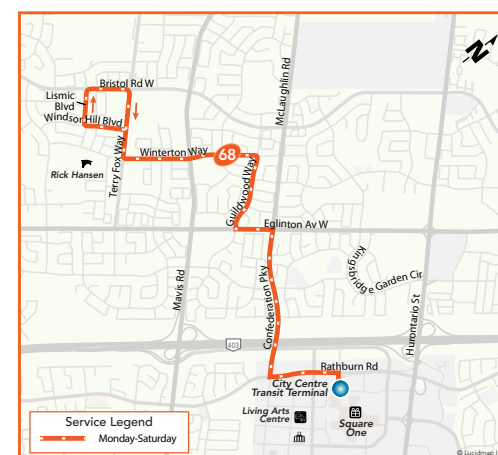 N
McLaughlin Rd
Bristol Rd W
Lismic
Blvd
Windsor Hill Blvd
Winterton Way
68
Terry Fox Way
Rick Hansen
Guildwood Way
Eglinton Av W
Kingsbridge Garden Cir
Mavis Rd
Confederation Pky
Hurontario St
403
Rathburn Rd
City Centre
Transit Terminal
Living Arts
Centre
Square
One
Service Legend
Monday-Saturday